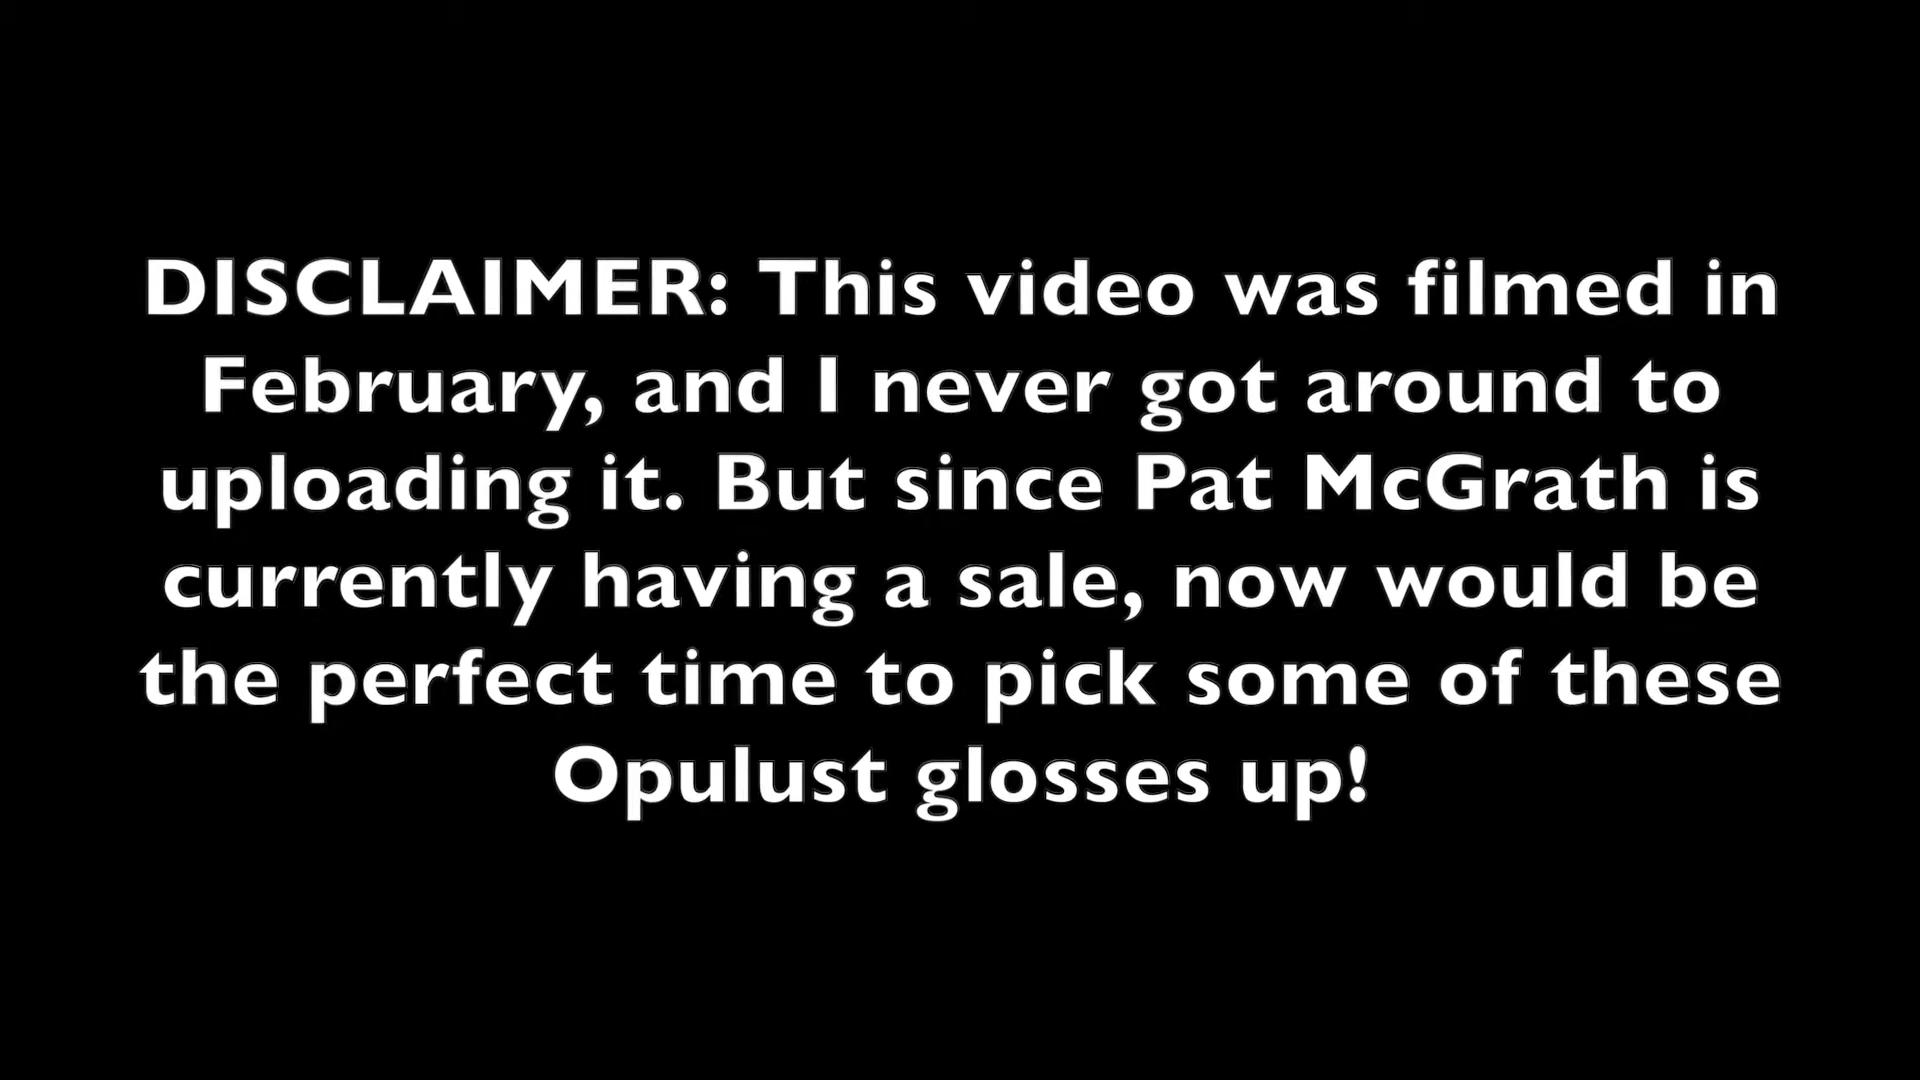 DISCLAIMER: This video was filmed in
February, and I never got around to
uploading it. But since Pat McGrath is
currently having a sale, now would be
the perfect time to pick some of these
Opulust glosses up!